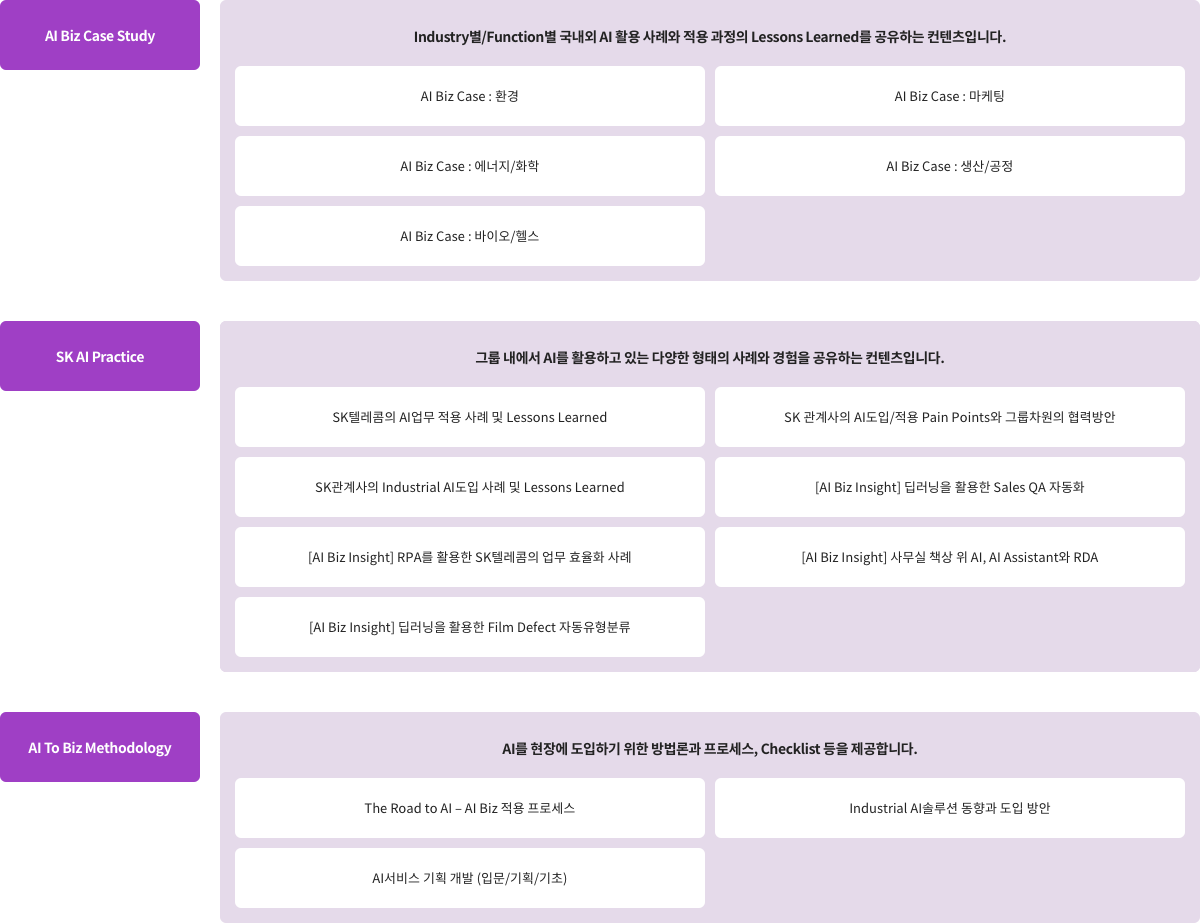 AI Biz Case Study
Industry별/Function별 국내외 AI 활용 사례와 적용 과정의 Lessons Learned를 공유하는 컨텐츠입니다.
AI Biz Case : 환경
AI Biz Case : 마케팅
AI Biz Case : 에너지/화학
AI Biz Case : 생산/공정
AI Biz Case : 바이오/헬스
SK AI Practice
그룹 내에서 AI를 활용하고 있는 다양한 형태의 사례와 경험을 공유하는 컨텐츠입니다.
SK텔레콤의 AI업무 적용 사례 및 Lessons Learned
SK 관계사의 AI도입/적용 Pain Points와 그룹차원의 협력방안
SK관계사의 Industrial AI도입 사례 및 Lessons Learned
[AI Biz Insight] 딥러닝을 활용한 Sales QA 자동화
[AI Biz Insight] RPA를 활용한 SK텔레콤의 업무 효율화 사례
[AI Biz Insight] 사무실 책상 위 AI, AI Assistant와 RDA
[AI Biz Insight] 딥러닝을 활용한 Film Defect 자동유형분류
AI To Biz Methodology
AI를 현장에 도입하기 위한 방법론과 프로세스, Checklist 등을 제공합니다.
The Road to AI – AI Biz 적용 프로세스
Industrial AI솔루션 동향과 도입 방안
AI서비스 기획 개발 (입문/기획/기초)